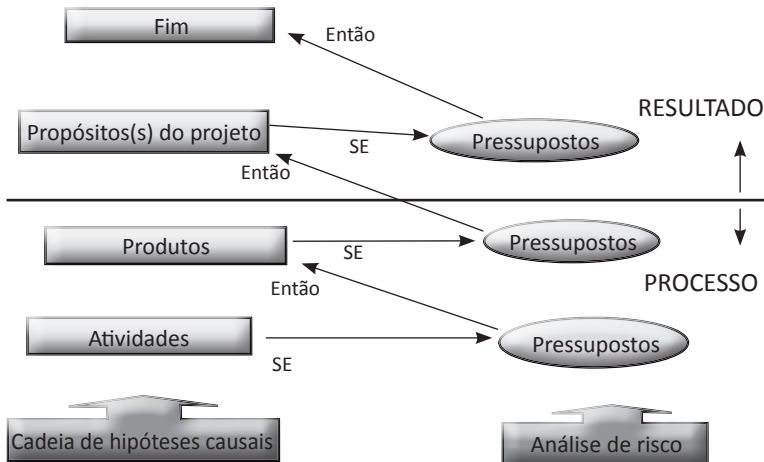 Fim
Então
Propósitos(s) do projeto
SE
Pressupostos
RESULTADO
Então
Produtos
SE
Pressupostos
PROCESSO
Então
Atividades
SE
Pressupostos
Cadeia de hipóteses causais
Análise de risco